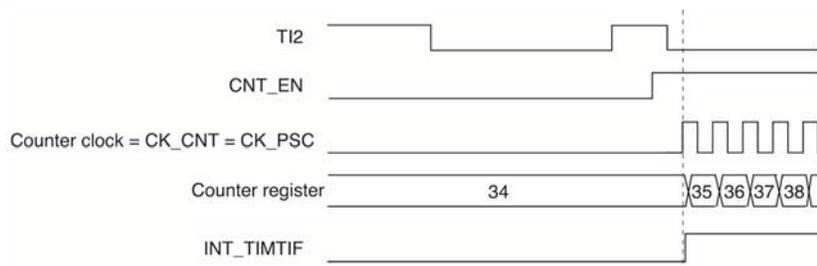 TI2
CNT_EN
Counter clock = CK_CNT = CK_PSC
Counter register 34 35 36 37 38
INT_TIMTIF